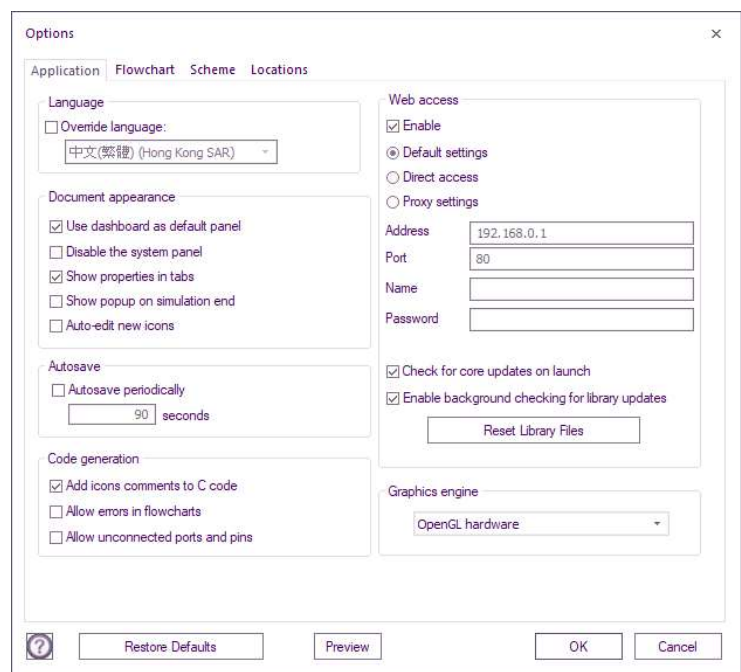 Options
Application Flowchart Scheme Locations
Language
Override language:
中文(繁體) (Hong Kong SAR)
Document appearance
Use dashboard as default panel
Disable the system panel
Show properties in tabs
Show popup on simulation end
Auto-edit new icons
Autosave
Autosave periodically
90 seconds
Code generation
Add icons comments to C code
Allow errors in flowcharts
Allow unconnected ports and pins
Web access
Enable
Default settings
Direct access
Proxy settings
Address 192.168.0.1
Port 80
Name
Password
Check for core updates on launch
Enable background checking for library updates
Reset Library Files
Graphics engine
OpenGL hardware
? Restore Defaults Preview OK Cancel